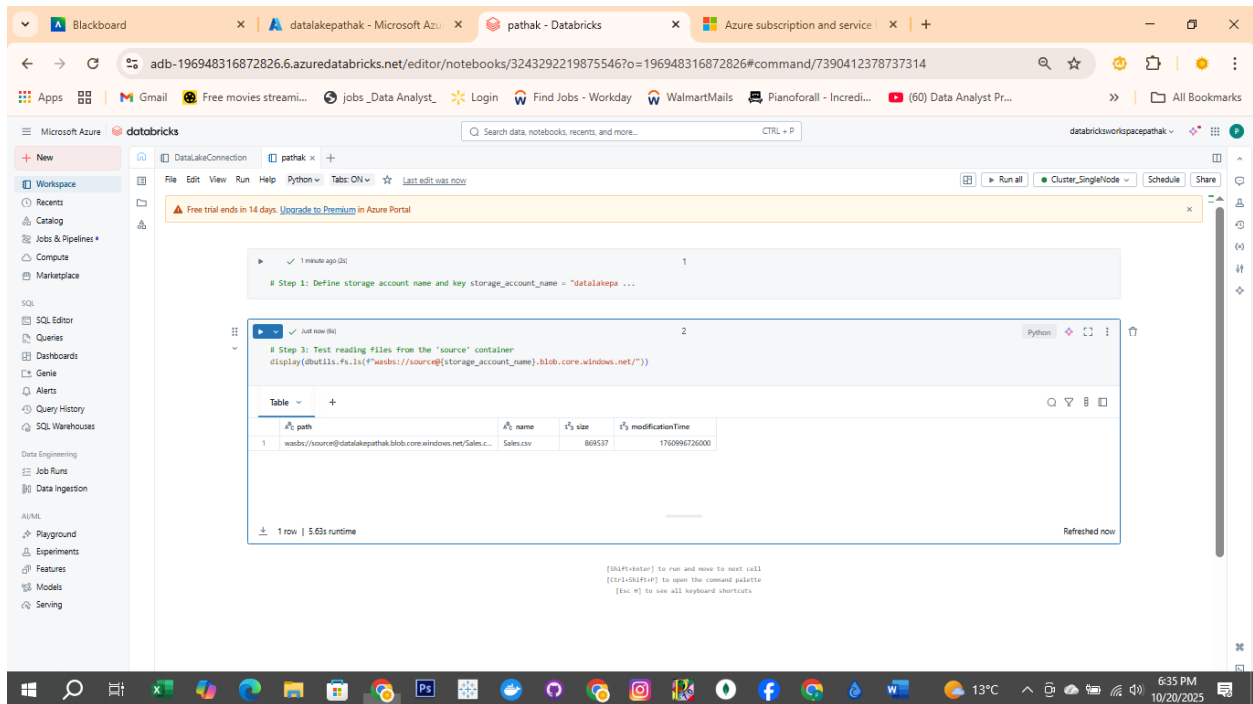 Blackboard
datalakepathak - Microsoft Azu
pathak - Databricks
Azure subscription and service
adb-196948316872826.6.azuredatabricks.net/editor/notebooks/3243292219875546?o=196948316872826#command/7390412378737314
Apps
Gmail
Free movies streami...
jobs _Data Analyst_
Login
Find Jobs - Workday
WalmartMails
Pianoforall - Incredi...
(60) Data Analyst Pr...
All Bookmarks
Microsoft Azure
databricks
Search data, notebooks, recents, and more...
CTRL + P
databricksworkspacepathak
P
New
DataLakeConnection
pathak
Workspace
Recents
Catalog
Jobs & Pipelines
Compute
Marketplace
SQL
SQL Editor
Queries
Dashboards
Genie
Alerts
Query History
SQL Warehouses
Data Engineering
Job Runs
Data Ingestion
AI/ML
Playground
Experiments
Features
Models
Serving
File Edit View Run Help Python Tabs: ON Last edit was now
Run all
Cluster_SingleNode
Schedule
Share
Free trial ends in 14 days. Upgrade to Premium in Azure Portal
1 minute ago (2s)
1
# Step 1: Define storage account name and key storage_account_name = "datalakepa ...
Just now (6s)
2
Python
# Step 3: Test reading files from the 'source' container
display(dbutils.fs.ls(f"wasbs://source@{storage_account_name}.blob.core.windows.net/"))
Table
path name size modificationTime
1 wasbs://source@datalakepathak.blob.core.windows.net/Sales.c... Sales.csv 869537 1760996726000
1 row | 5.63s runtime
Refreshed now
[Shift+Enter] to run and move to next cell
[Ctrl+Shift+P] to open the command palette
[Esc H] to see all keyboard shortcuts
Ps
13°C
6:35 PM
10/20/2025